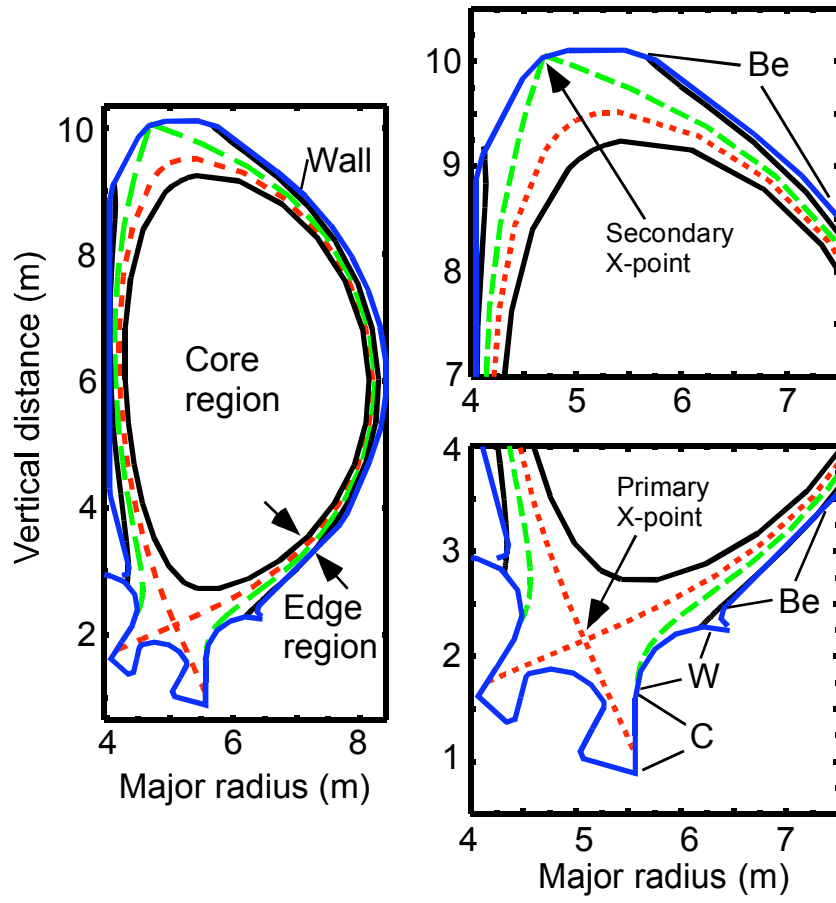 10
8
6
4
2
Vertical distance (m)
Wall
Core
region
Edge
region
4
6
8
Major radius (m)
10
9
8
7
Be
Secondary
X-point
4
5
6
7
4
3
2
1
Primary
X-point
Be
W
C
4
5
6
7
Major radius (m)